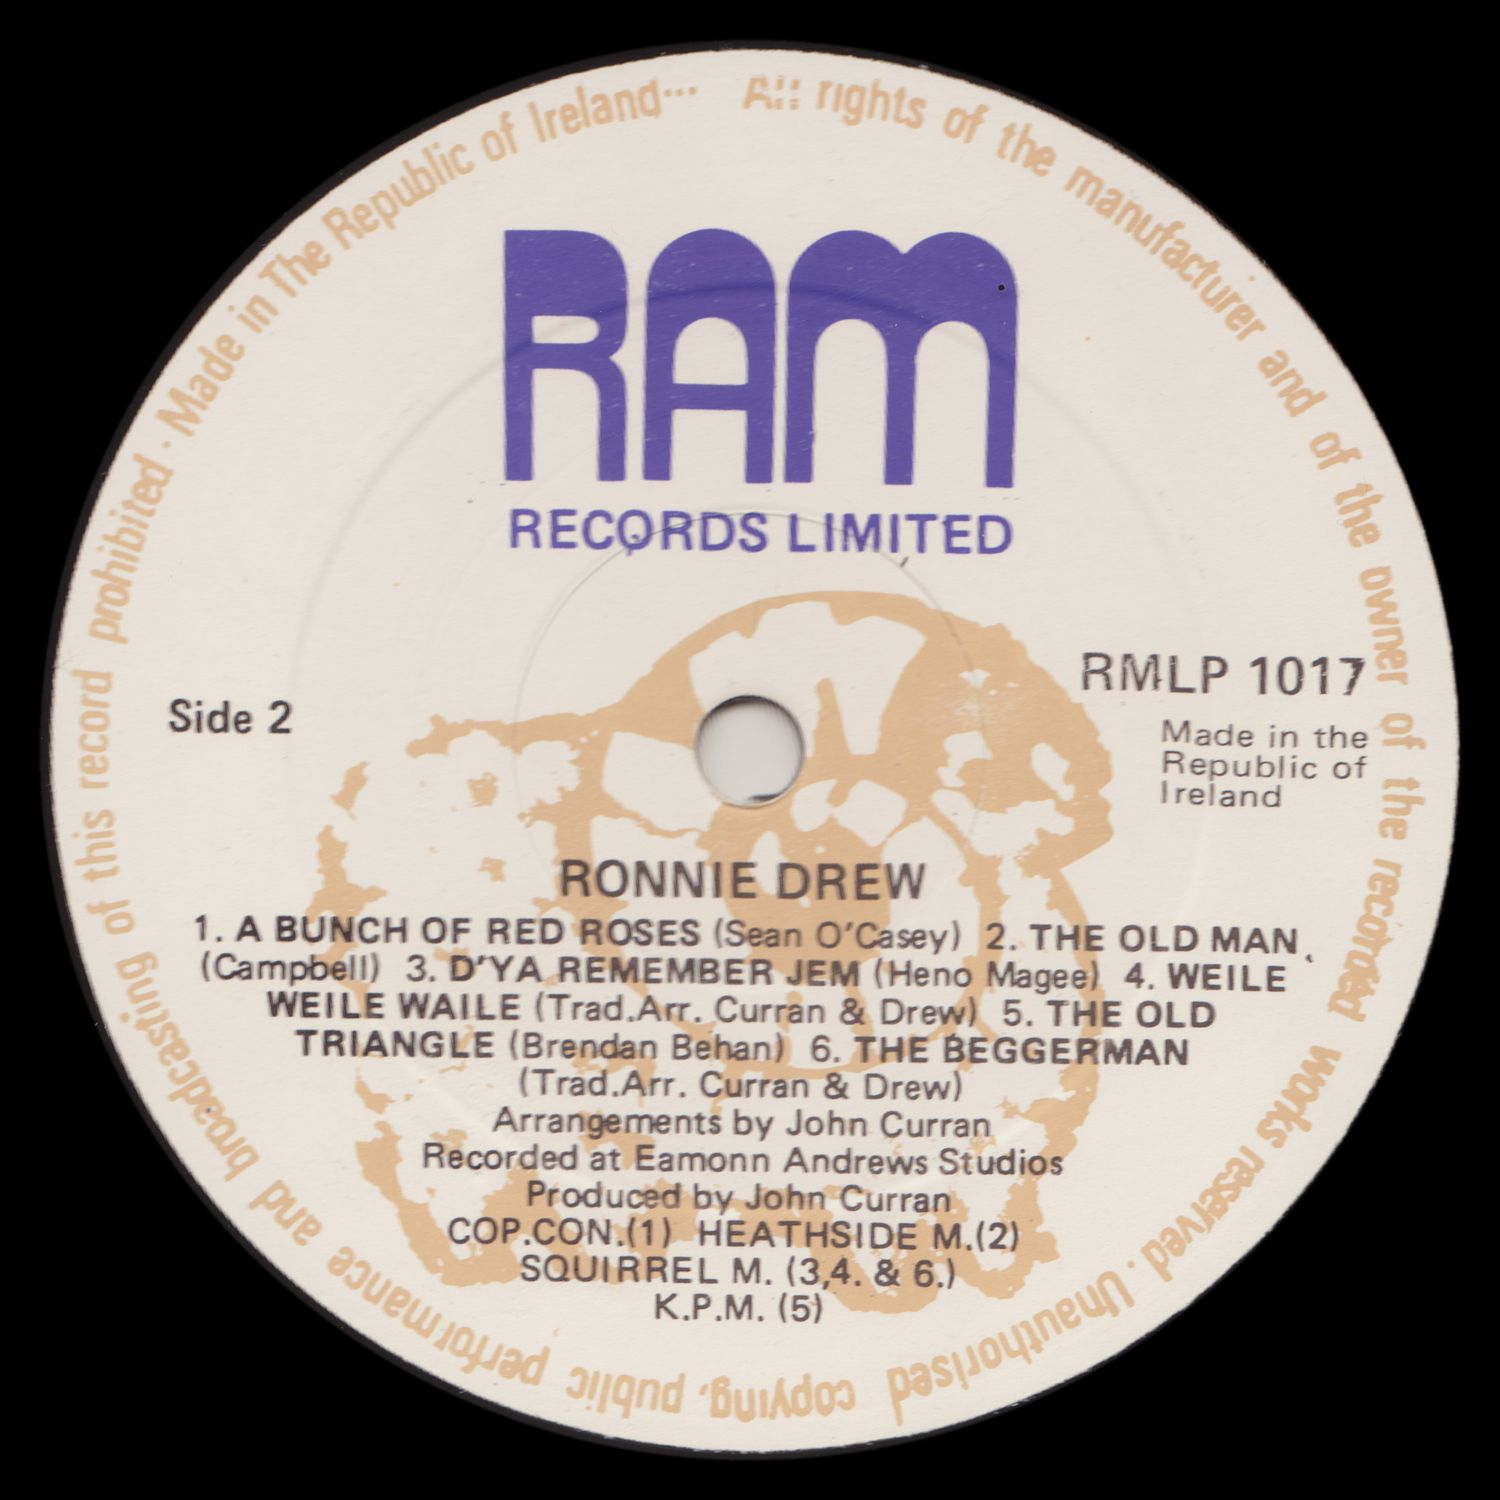 All rights of the manufacturer and of the owner of the recorded works reserved. Unauthorised copying, public performance and broadcasting of this record prohibited · Made in The Republic of Ireland...
RAM
RECORDS LIMITED
RMLP 1017
Side 2
Made in the
Republic of
Ireland
RONNIE DREW
1. A BUNCH OF RED ROSES (Sean O'Casey) 2. THE OLD MAN
(Campbell) 3. D'YA REMEMBER JEM (Heno Magee) 4. WEILE
WEILE WAILE (Trad.Arr. Curran & Drew) 5. THE OLD
TRIANGLE (Brendan Behan) 6. THE BEGGERMAN
(Trad.Arr. Curran & Drew)
Arrangements by John Curran
Recorded at Eamonn Andrews Studios
Produced by John Curran
COP.CON.(1) HEATHSIDE M.(2)
SQUIRREL M. (3,4. & 6.)
K.P.M. (5)